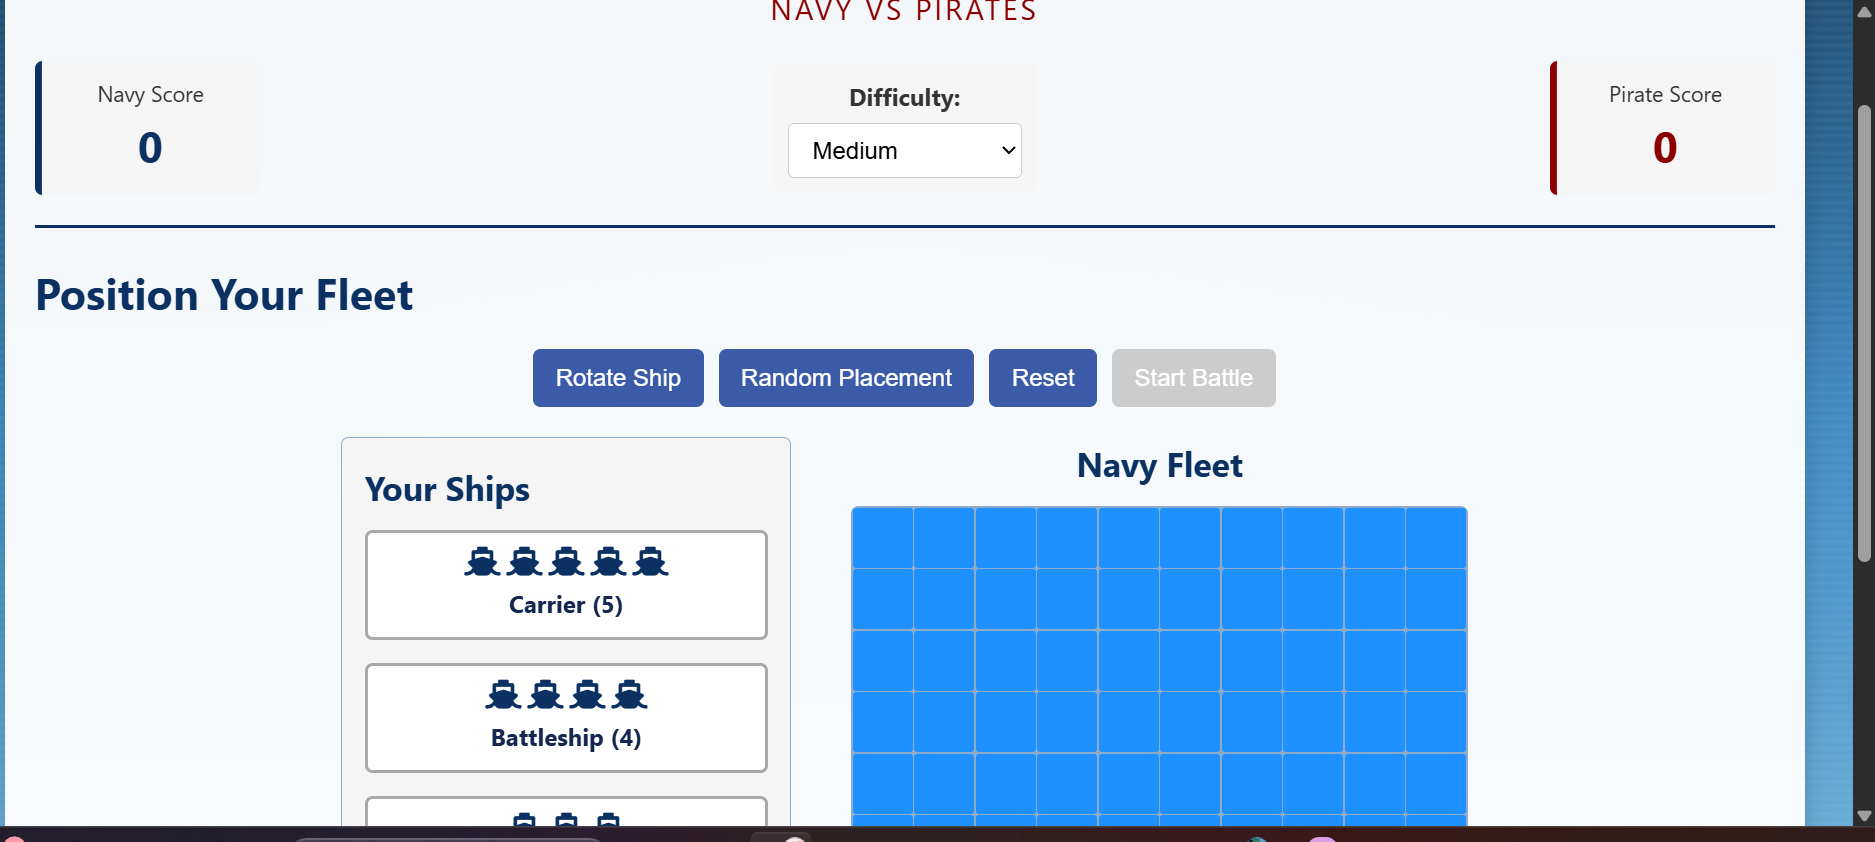 NAVY VS PIRATES
Navy Score
0
Difficulty:
Medium
Pirate Score
0
Position Your Fleet
Rotate Ship
Random Placement
Reset
Start Battle
Your Ships
Carrier (5)
Battleship (4)
Navy Fleet